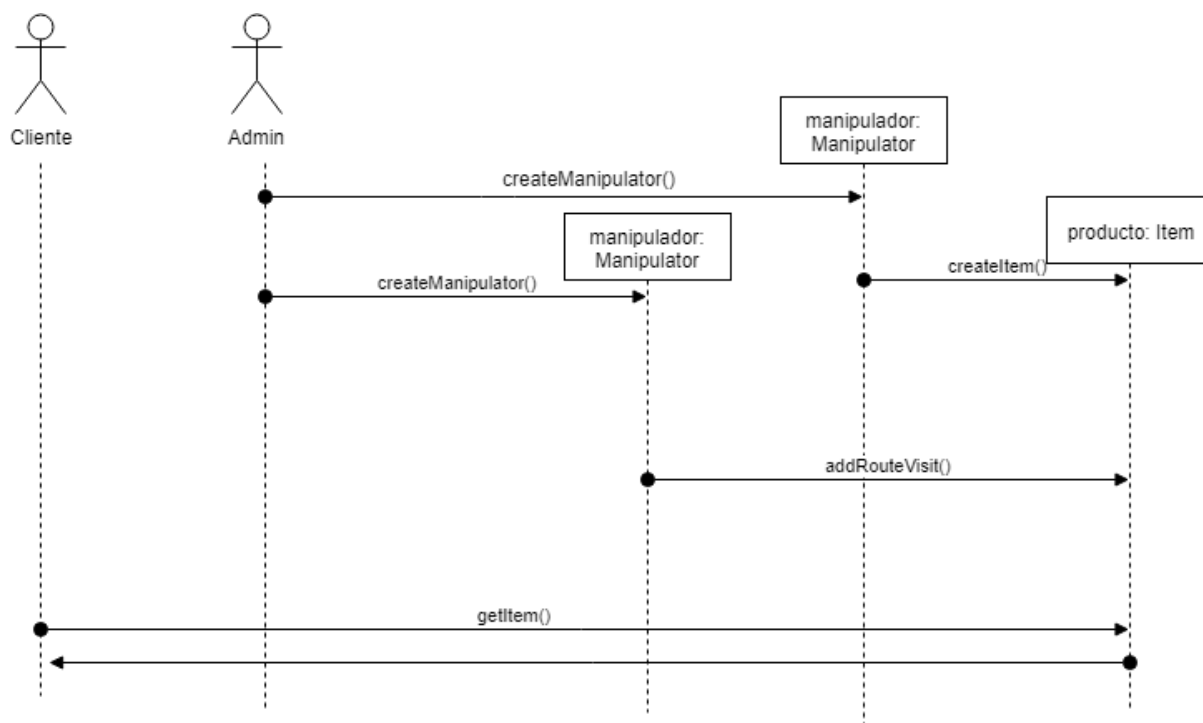 Cliente
Admin
manipulador:
Manipulator
createManipulator()
manipulador:
Manipulator
producto: Item
createItem()
createManipulator()
addRouteVisit()
getItem()